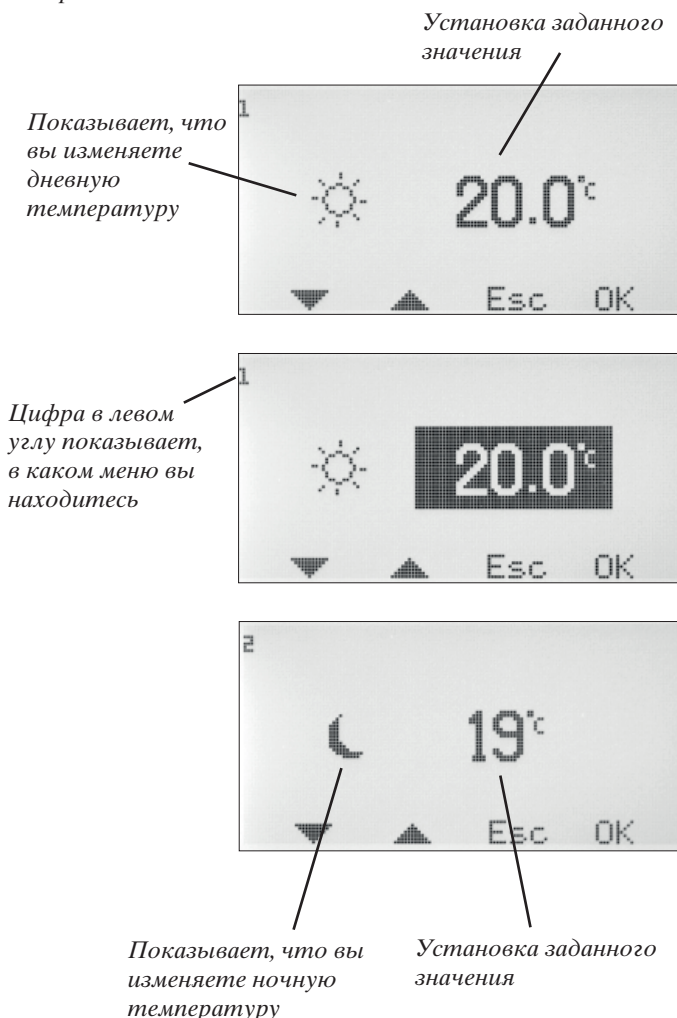 Установка заданного
значения
1
Показывает, что
вы изменяете
дневную
температуру
20.0°C
Esc OK
1
Цифра в левом
углу показывает,
в каком меню вы
находитесь
20.0°C
Esc OK
2
19°C
Esc OK
Показывает, что вы
изменяете ночную
температуру
Установка заданного
значения